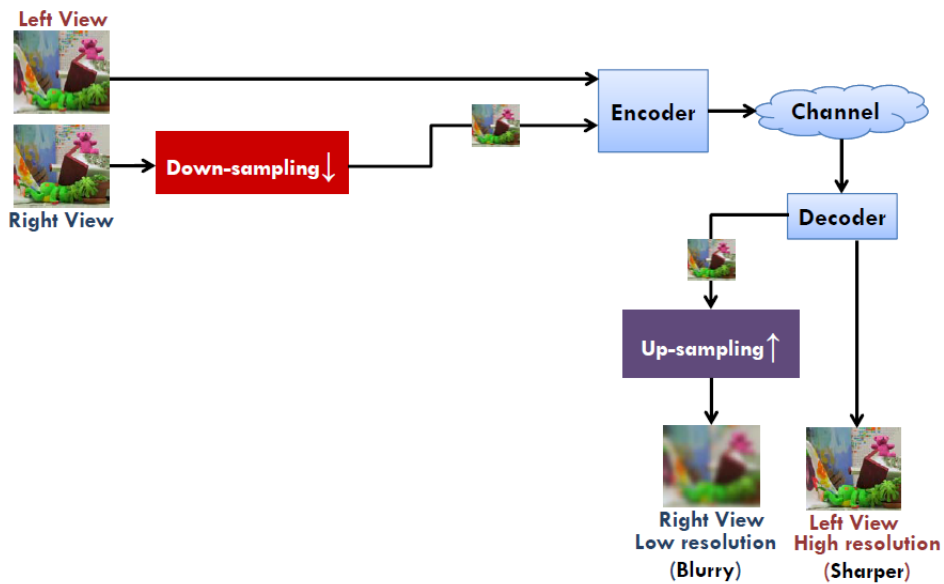 Left View
Right View
Down-sampling↓
Encoder
Channel
Decoder
Up-sampling↑
Right View
Low resolution
(Blurry)
Left View
High resolution
(Sharper)